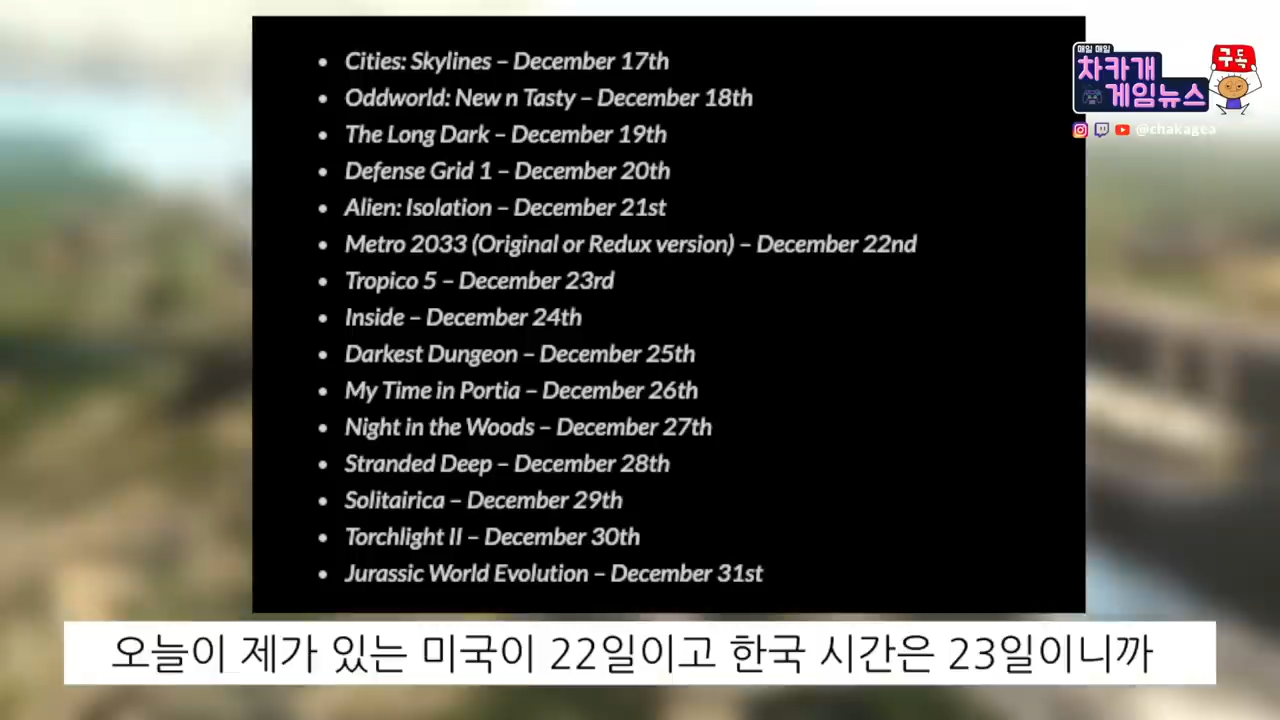 Cities: Skylines – December 17th
Oddworld: New n Tasty – December 18th
The Long Dark – December 19th
Defense Grid 1 – December 20th
Alien: Isolation – December 21st
Metro 2033 (Original or Redux version) – December 22nd
Tropico 5 – December 23rd
Inside – December 24th
Darkest Dungeon – December 25th
My Time in Portia – December 26th
Night in the Woods – December 27th
Stranded Deep – December 28th
Solitairica – December 29th
Torchlight II – December 30th
Jurassic World Evolution – December 31st
매일 매일
차카개
게임뉴스
구독
@chakagea
오늘이 제가 있는 미국이 22일이고 한국 시간은 23일이니까